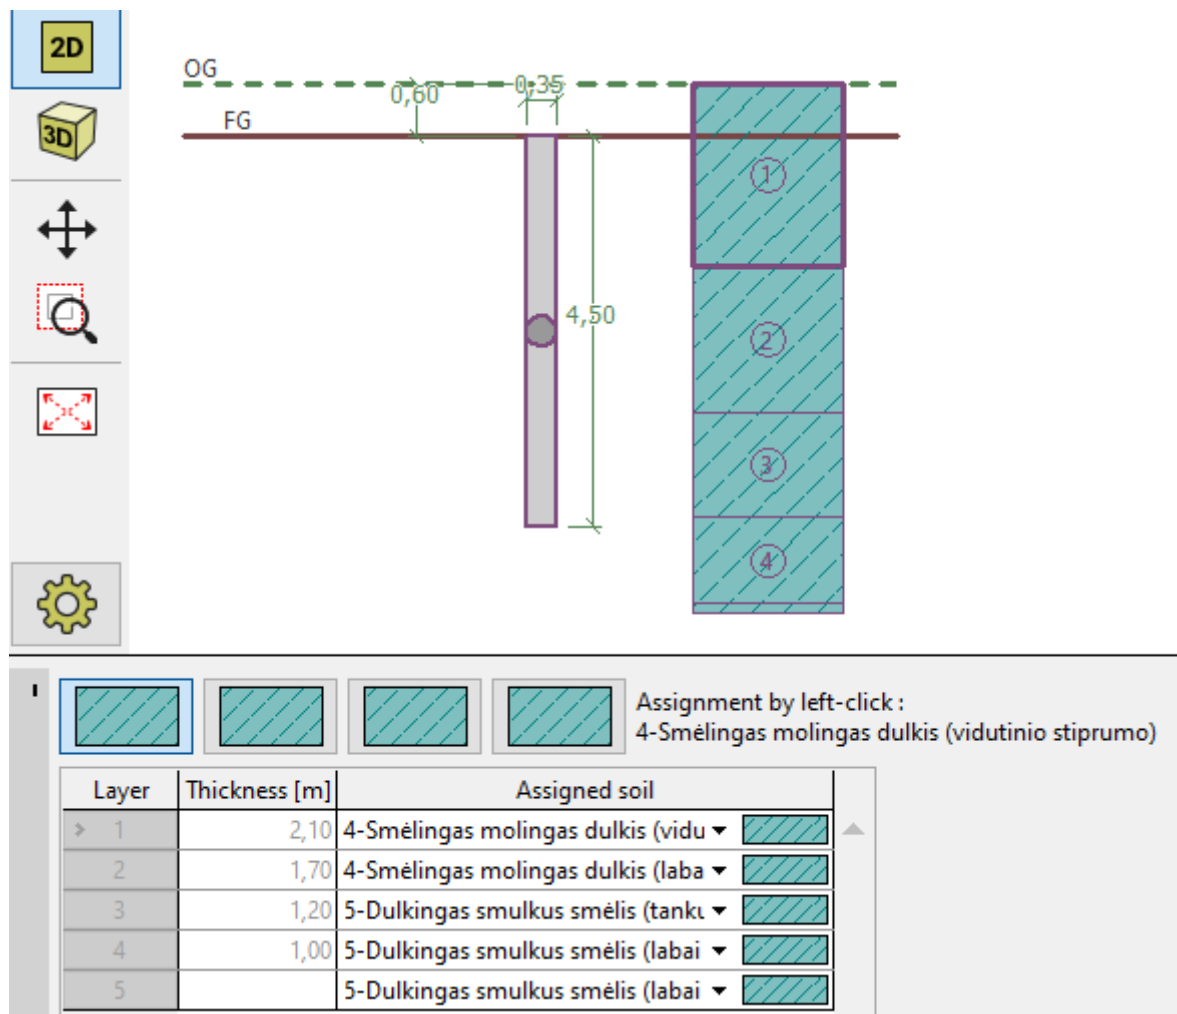 2D
OG
0,60
0,35
FG
3D
1
2
4,50
3
4
Assignment by left-click :
4-Smėlingas molingas dulkis (vidutinio stiprumo)
Layer Thickness [m] Assigned soil
1 2,10 4-Smėlingas molingas dulkis (vidu
2 1,70 4-Smėlingas molingas dulkis (laba
3 1,20 5-Dulkingas smulkus smėlis (tanku
4 1,00 5-Dulkingas smulkus smėlis (labai
5 5-Dulkingas smulkus smėlis (labai